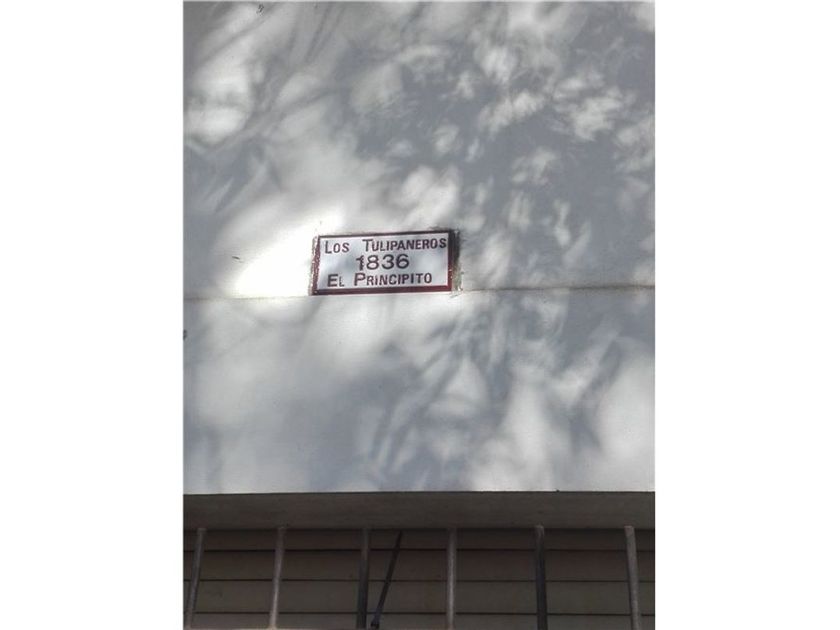 LOS TULIPANEROS
1836
EL PRINCIPITO